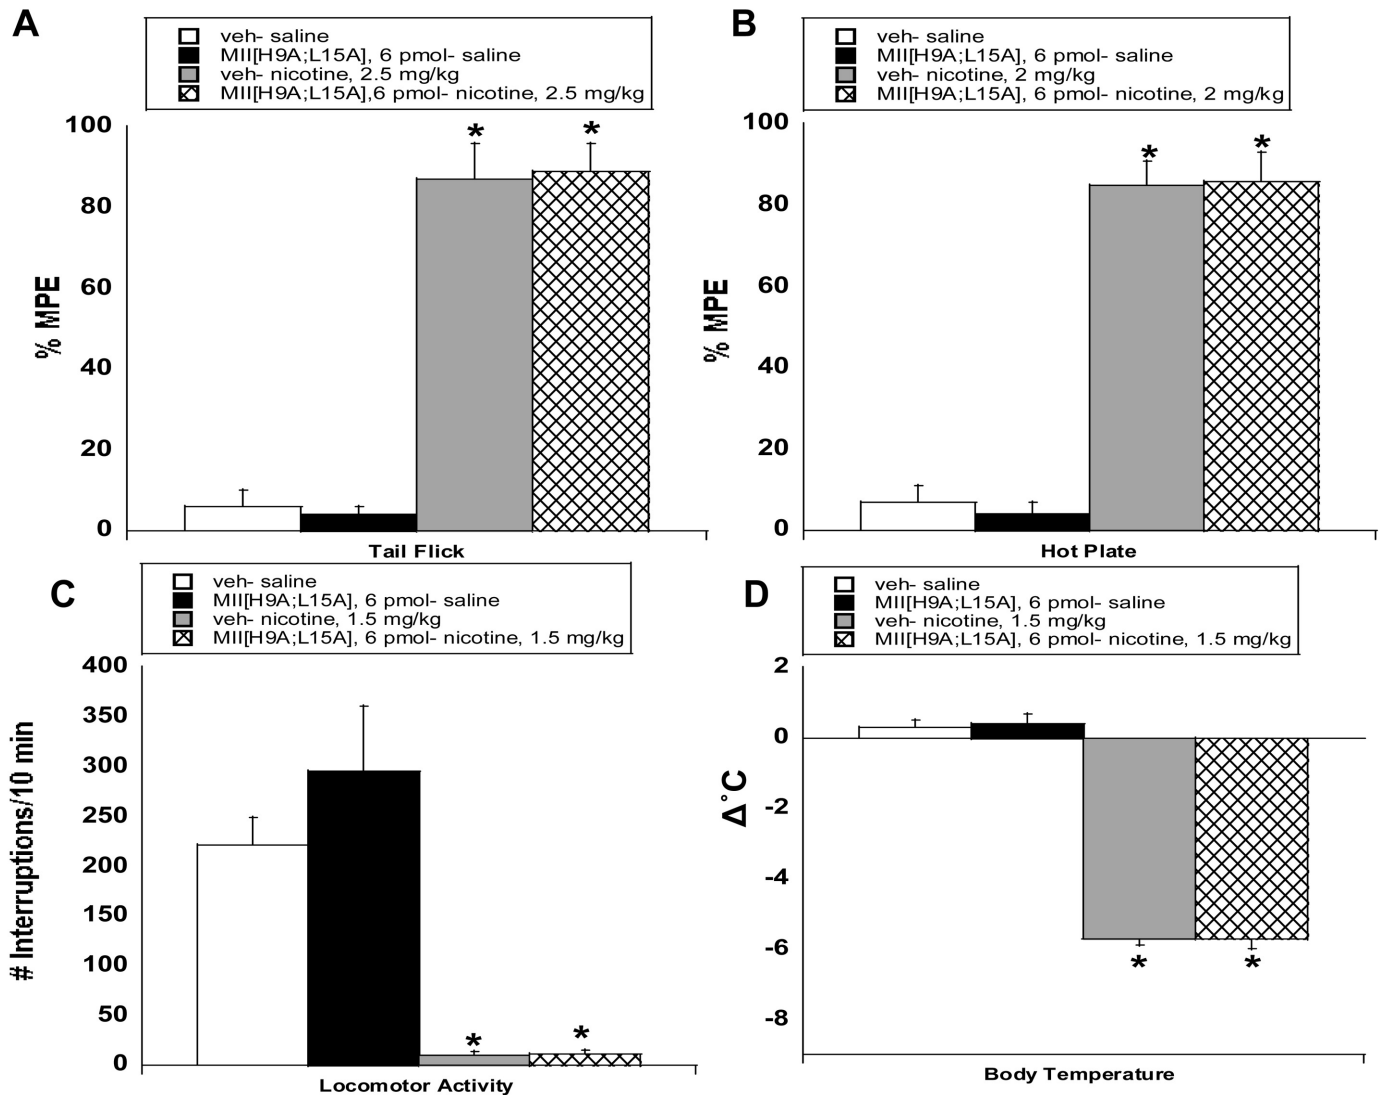 A
veh- saline
MII[H9A;L15A], 6 pmol- saline
veh- nicotine, 2.5 mg/kg
MII[H9A;L15A],6 pmol- nicotine, 2.5 mg/kg
100
80
60
40
20
0
% MPE
*
*
Tail Flick
B
veh- saline
MII[H9A;L15A], 6 pmol- saline
veh- nicotine, 2 mg/kg
MII[H9A;L15A], 6 pmol- nicotine, 2 mg/kg
100
80
60
40
20
0
% MPE
*
*
Hot Plate
C
veh- saline
MII[H9A;L15A], 6 pmol- saline
veh- nicotine, 1.5 mg/kg
MII[H9A;L15A], 6 pmol- nicotine, 1.5 mg/kg
400
350
300
250
200
150
100
50
0
# Interruptions/10 min
*
*
Locomotor Activity
D
veh- saline
MII[H9A;L15A], 6 pmol- saline
veh- nicotine, 1.5 mg/kg
MII[H9A;L15A], 6 pmol- nicotine, 1.5 mg/kg
2
0
-2
-4
-6
-8
Δ°C
*
*
Body Temperature